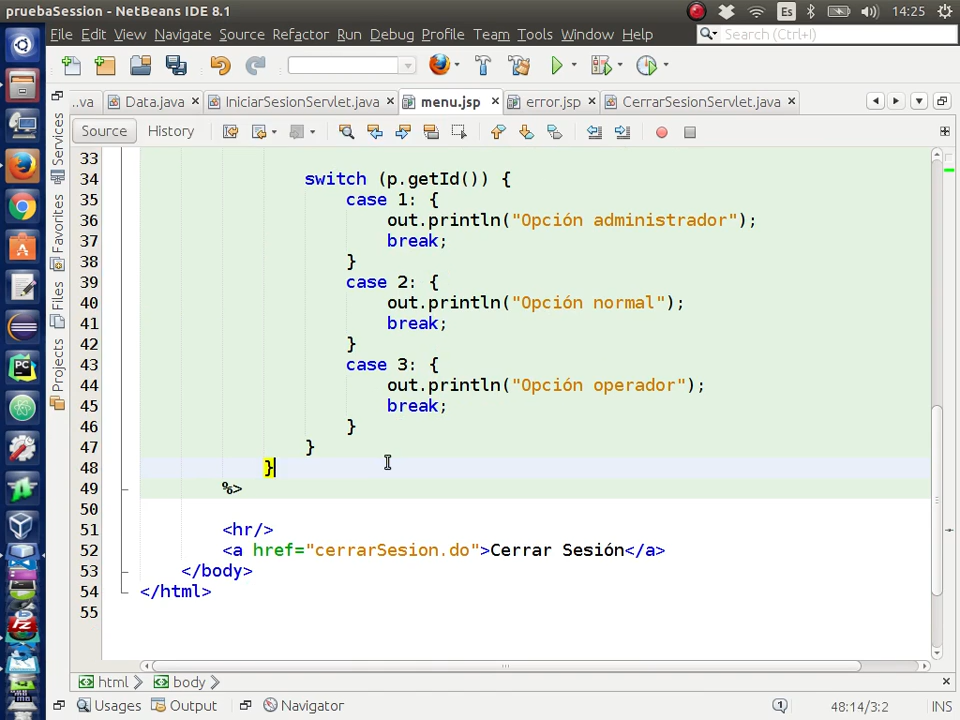 pruebaSession - NetBeans IDE 8.1
Es
14:25
File Edit View Navigate Source Refactor Run Debug Profile Team Tools Window Help
Search (Ctrl+I)
..va
Data.java
IniciarSesionServlet.java
menu.jsp
error.jsp
CerrarSesionServlet.java
Source
History
Services
Favorites
Files
Projects
33
34 switch (p.getId()) {
35 case 1: {
36 out.println("Opción administrador");
37 break;
38 }
39 case 2: {
40 out.println("Opción normal");
41 break;
42 }
43 case 3: {
44 out.println("Opción operador");
45 break;
46 }
47 }
48 }
49 %>
50
51 <hr/>
52 <a href="cerrarSesion.do">Cerrar Sesión</a>
53 </body>
54 </html>
55
html
body
Usages
Output
Navigator
1
48:14/3:2
INS